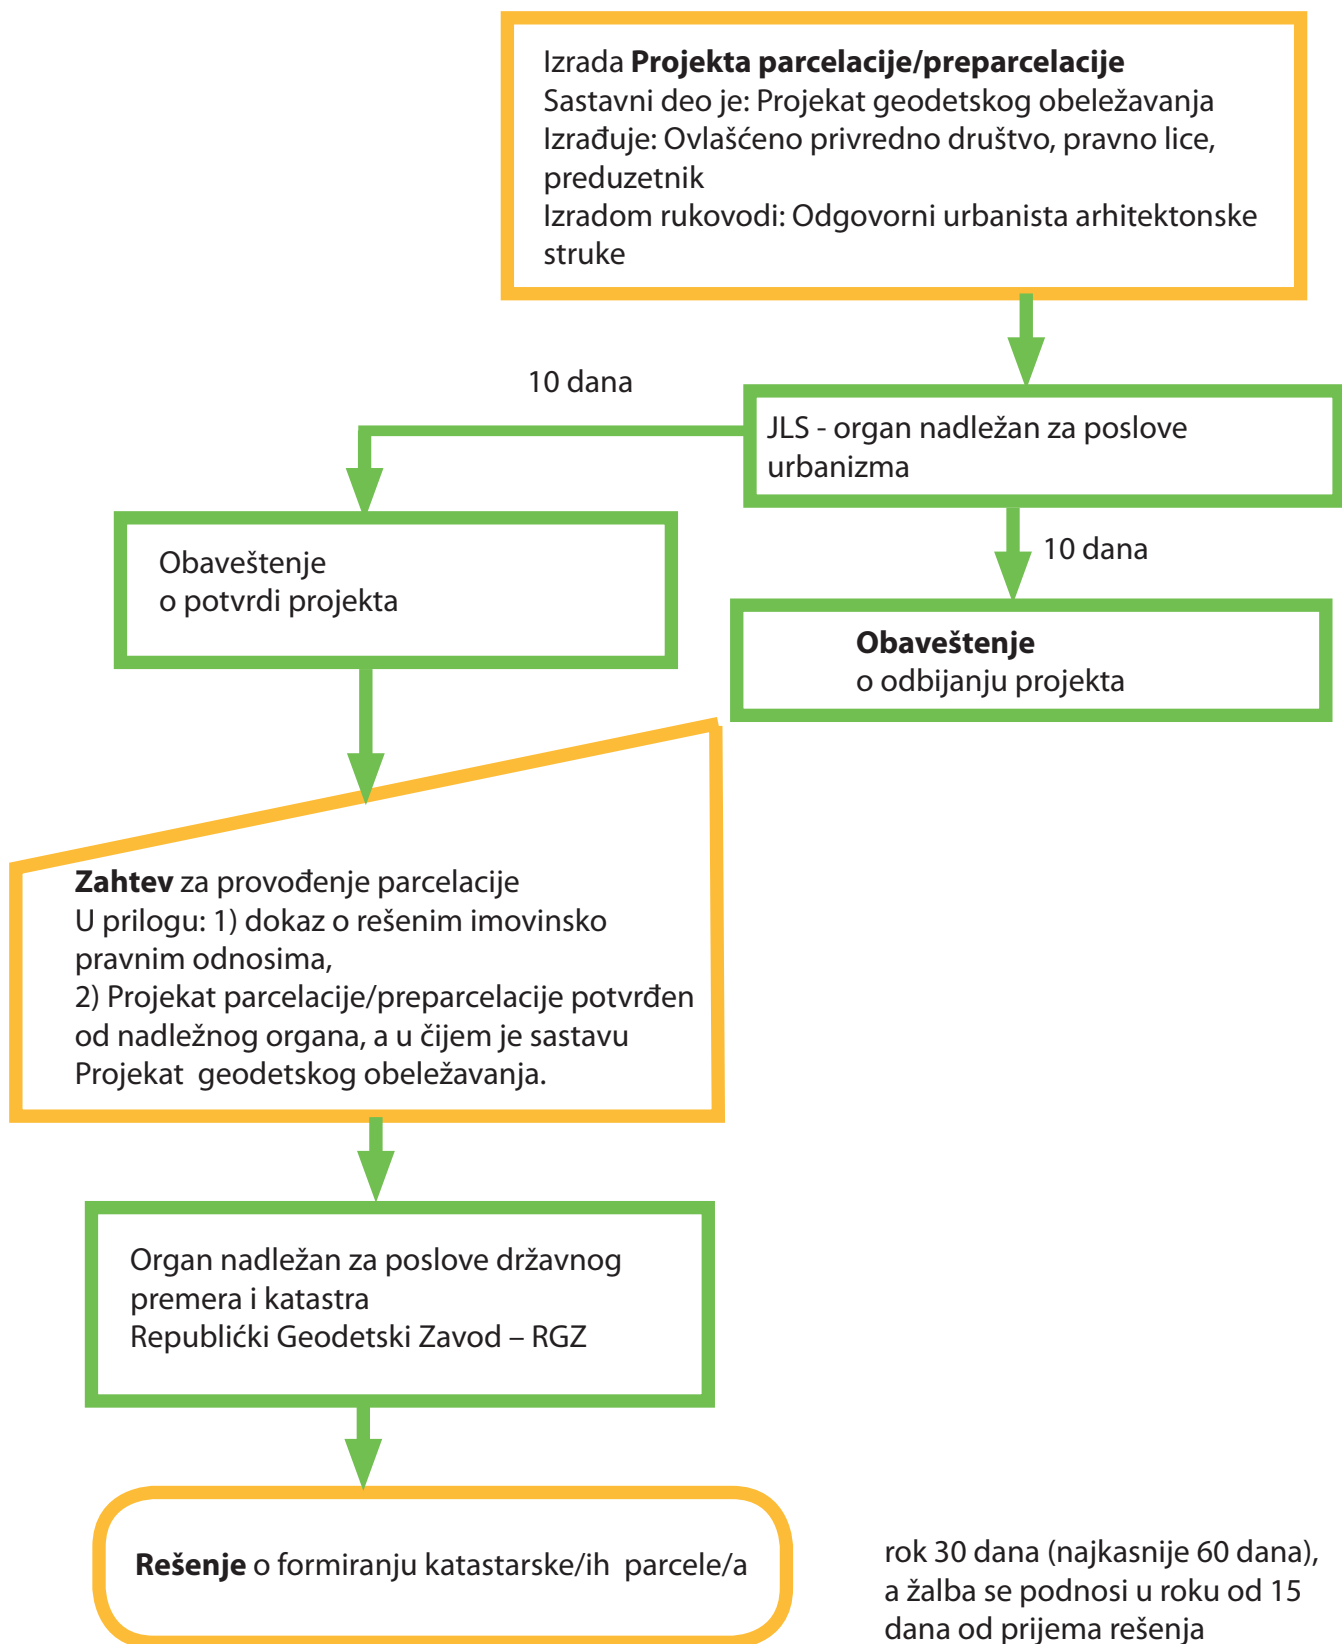 Izrada Projekta parcelacije/preparcelacije
Sastavni deo je: Projekat geodetskog obeležavanja
Izrađuje: Ovlašćeno privredno društvo, pravno lice,
preduzetnik
Izradom rukovodi: Odgovorni urbanista arhitektonske
struke
10 dana
JLS - organ nadležan za poslove
urbanizma
Obaveštenje
o potvrdi projekta
10 dana
Obaveštenje
o odbijanju projekta
Zahtev za provođenje parcelacije
U prilogu: 1) dokaz o rešenim imovinsko
pravnim odnosima,
2) Projekat parcelacije/preparcelacije potvrđen
od nadležnog organa, a u čijem je sastavu
Projekat  geodetskog obeležavanja.
Organ nadležan za poslove državnog
premera i katastra
Republićki Geodetski Zavod – RGZ
Rešenje o formiranju katastarske/ih  parcele/a
rok 30 dana (najkasnije 60 dana),
a žalba se podnosi u roku od 15
dana od prijema rešenja